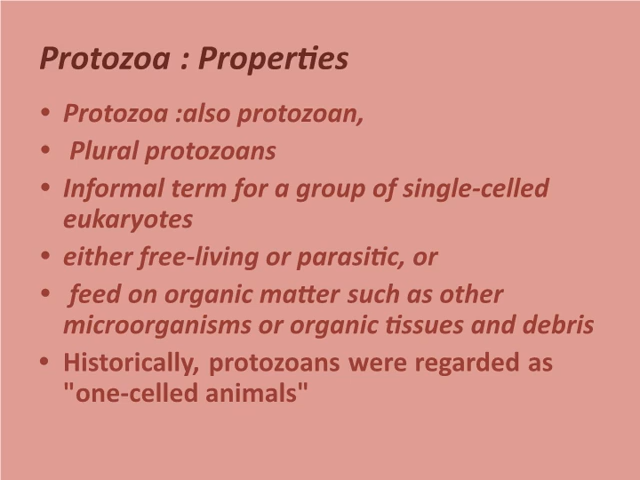 Protozoa : Properties
• Protozoa :also protozoan,
• Plural protozoans
• Informal term for a group of single-celled
eukaryotes
• either free-living or parasitic, or
• feed on organic matter such as other
microorganisms or organic tissues and debris
• Historically, protozoans were regarded as
"one-celled animals"